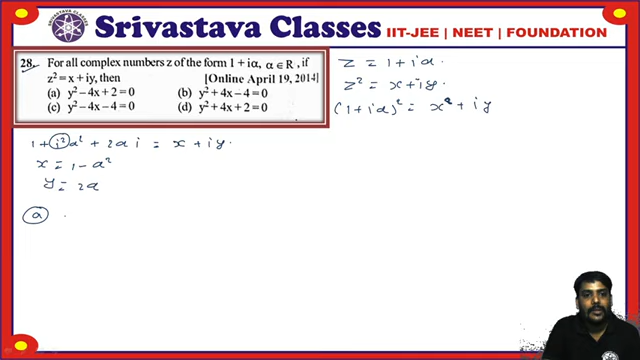 Srivastava Classes IIT-JEE | NEET | FOUNDATION
28. For all complex numbers z of the form 1 + iα, α ∈ R, if
z² = x + iy, then [Online April 19, 2014]
(a) y² – 4x + 2 = 0 (b) y² + 4x – 4 = 0
(c) y² – 4x – 4 = 0 (d) y² + 4x + 2 = 0
z = 1 + iα
z² = x + iy.
(1 + iα)² = x² + iy
1 + i²α² + 2αi = x + iy.
x = 1 – α²
y = 2α
(a)